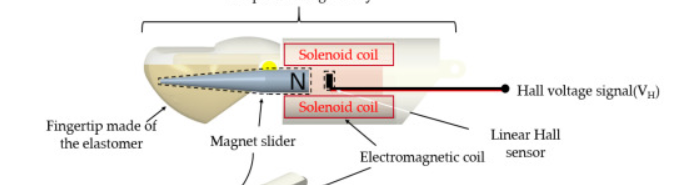 Solenoid coil
N
Hall voltage signal(VH)
Solenoid coil
Fingertip made of
the elastomer
Magnet slider
Linear Hall
sensor
Electromagnetic coil